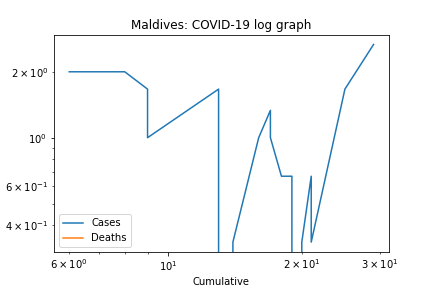 Maldives: COVID-19 log graph
2 × 10⁰
10⁰
6 × 10⁻¹
4 × 10⁻¹
Cases
Deaths
6 × 10⁰
10¹
2 × 10¹
3 × 10¹
Cumulative